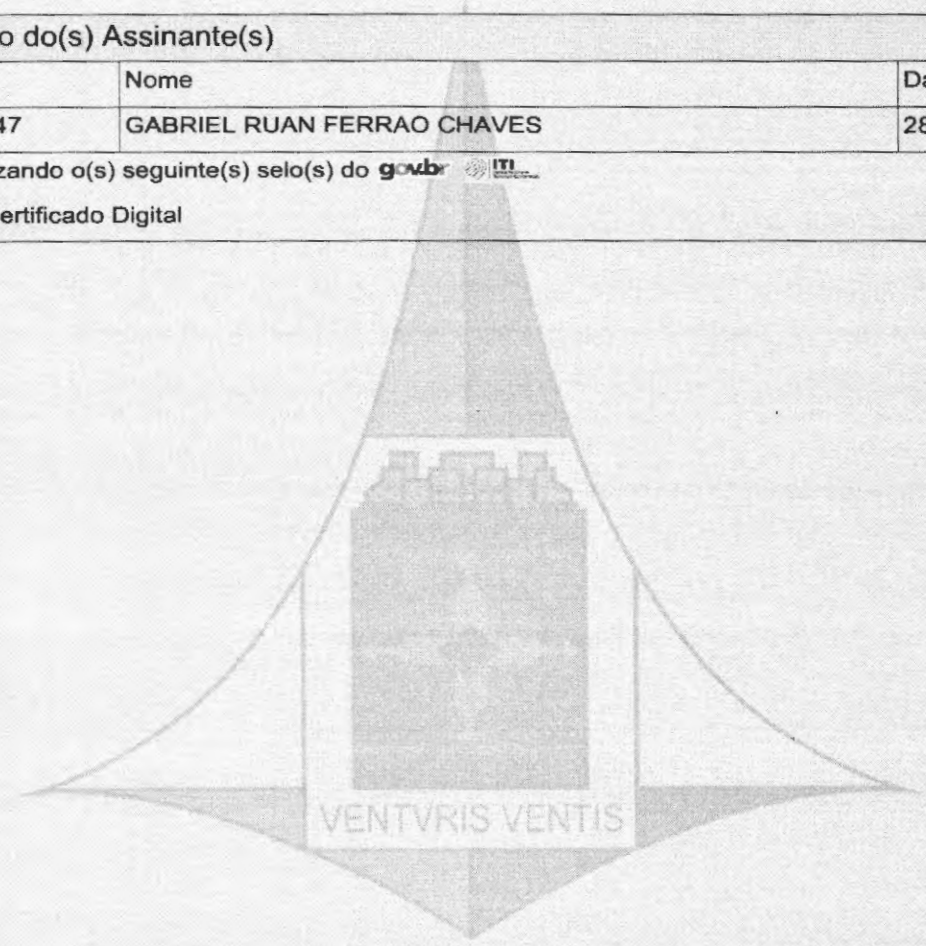 o do(s) Assinante(s)
Nome Da
47 GABRIEL RUAN FERRAO CHAVES 28
zando o(s) seguinte(s) selo(s) do gov.br ITI
ertificado Digital
VENTVRIS VENTIS